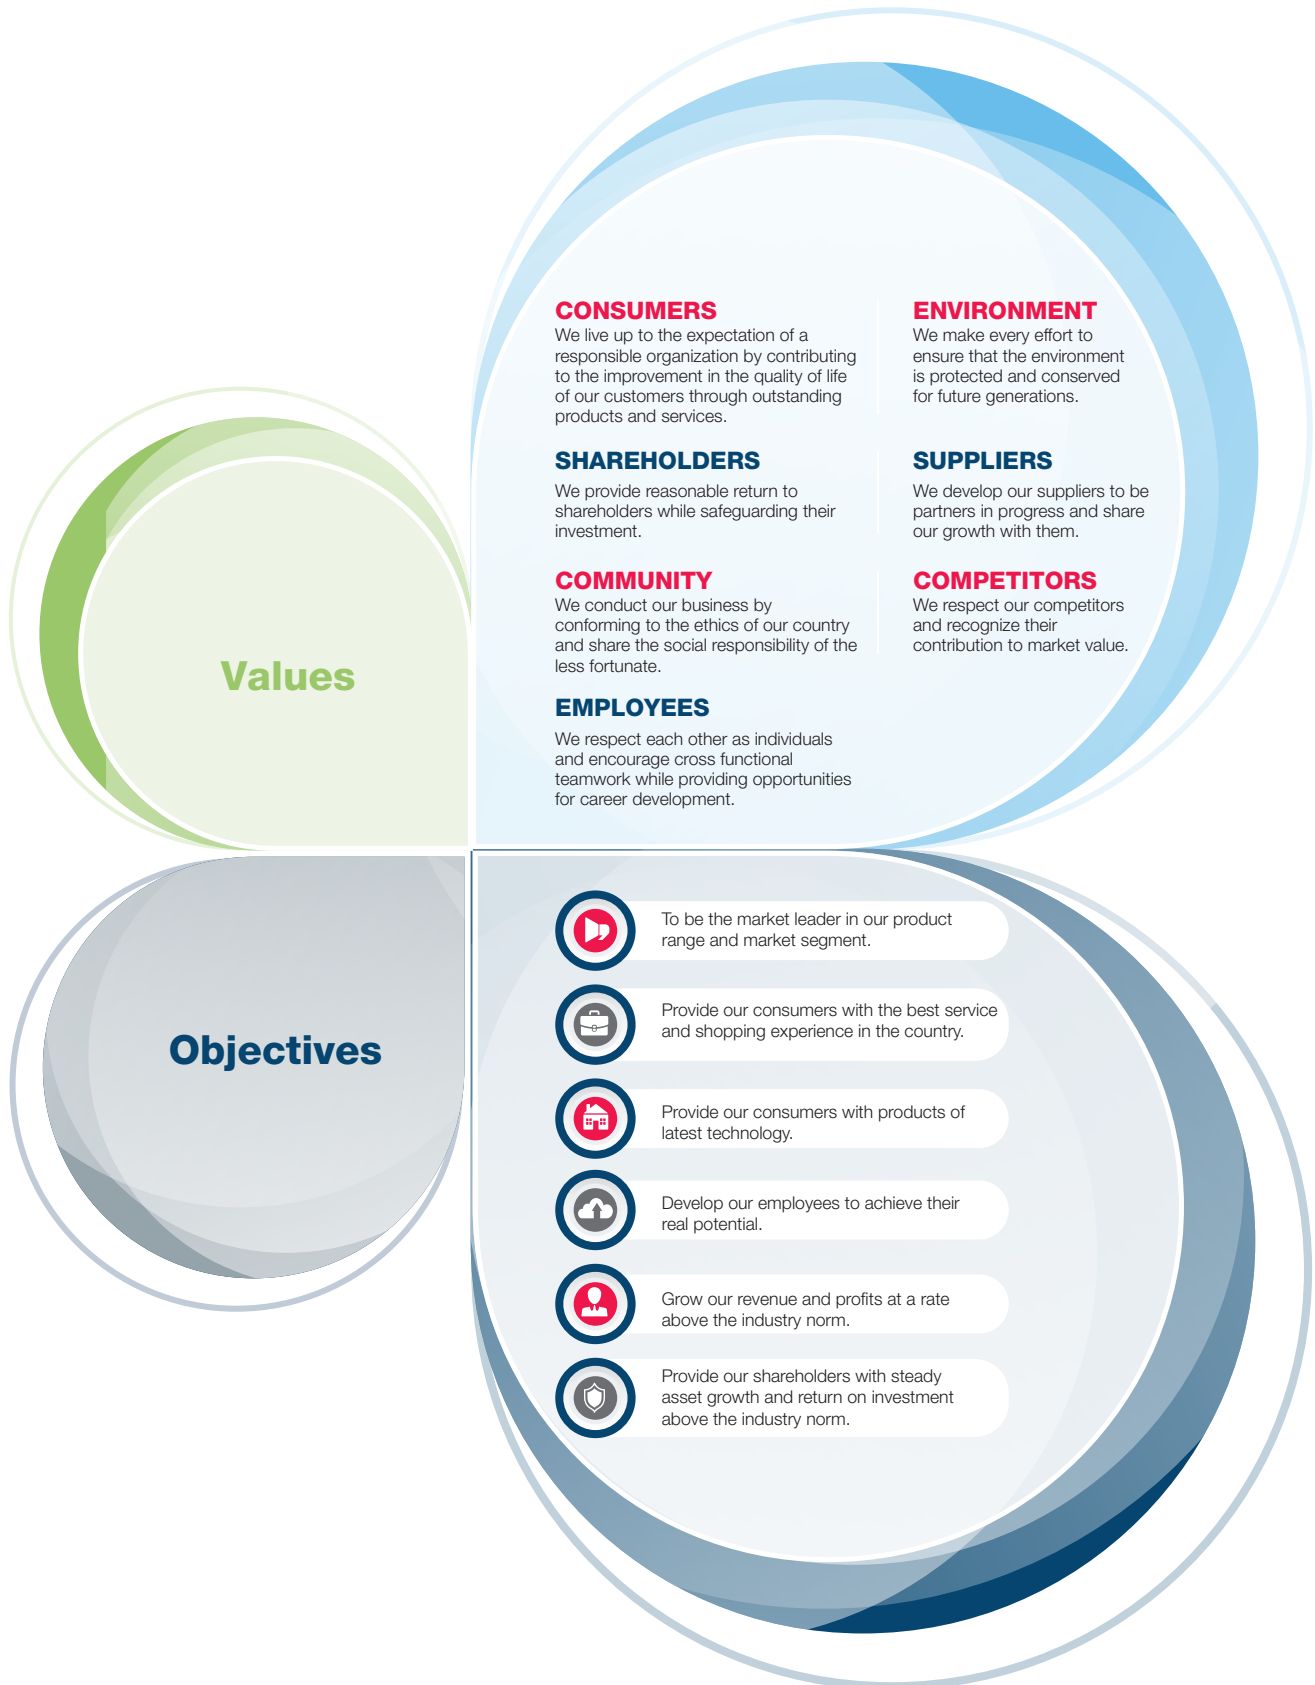 Values
CONSUMERS
We live up to the expectation of a
responsible organization by contributing
to the improvement in the quality of life
of our customers through outstanding
products and services.
SHAREHOLDERS
We provide reasonable return to
shareholders while safeguarding their
investment.
COMMUNITY
We conduct our business by
conforming to the ethics of our country
and share the social responsibility of the
less fortunate.
EMPLOYEES
We respect each other as individuals
and encourage cross functional
teamwork while providing opportunities
for career development.
ENVIRONMENT
We make every effort to
ensure that the environment
is protected and conserved
for future generations.
SUPPLIERS
We develop our suppliers to be
partners in progress and share
our growth with them.
COMPETITORS
We respect our competitors
and recognize their
contribution to market value.
Objectives
To be the market leader in our product
range and market segment.
Provide our consumers with the best service
and shopping experience in the country.
Provide our consumers with products of
latest technology.
Develop our employees to achieve their
real potential.
Grow our revenue and profits at a rate
above the industry norm.
Provide our shareholders with steady
asset growth and return on investment
above the industry norm.